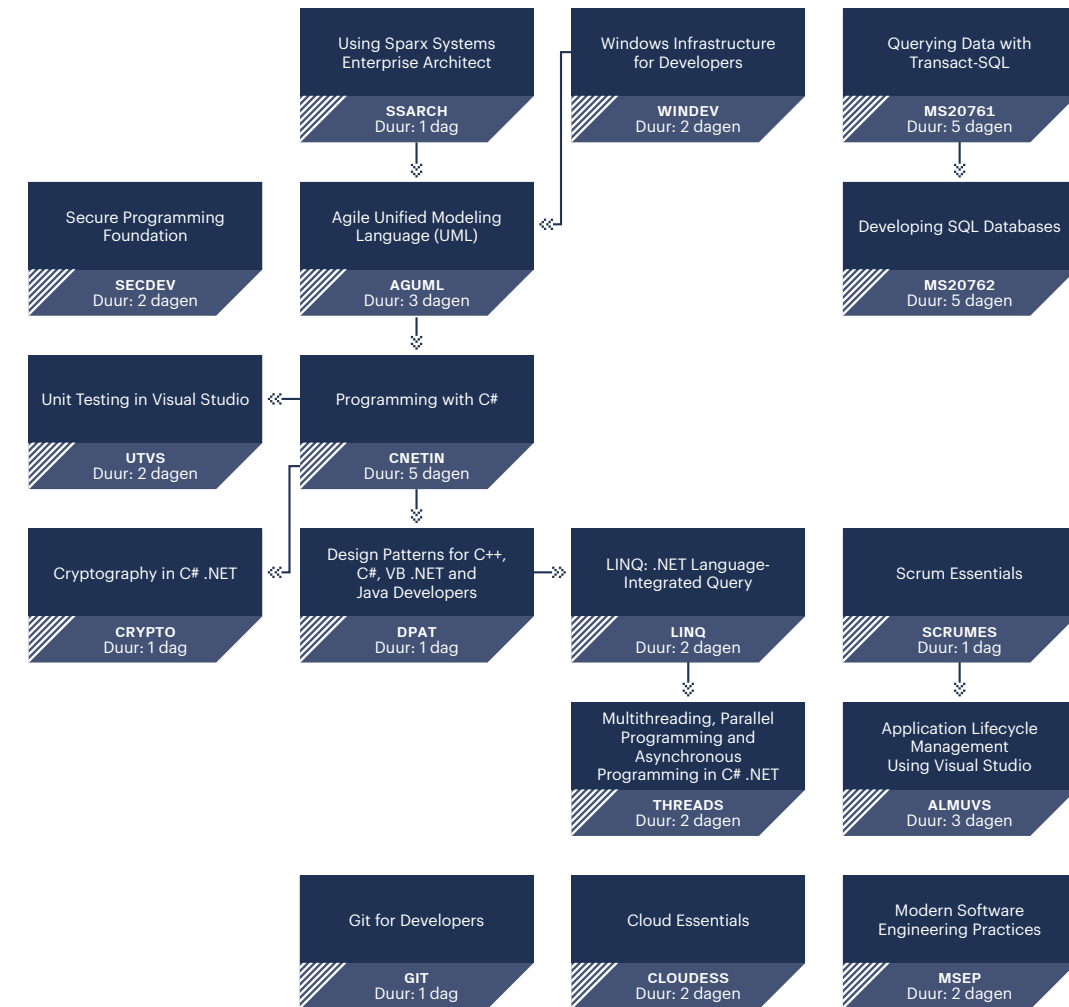 Using Sparx Systems
Enterprise Architect
SSARCH
Duur: 1 dag
Windows Infrastructure
for Developers
WINDEV
Duur: 2 dagen
Querying Data with
Transact-SQL
MS20761
Duur: 5 dagen
Secure Programming
Foundation
SECDEV
Duur: 2 dagen
Agile Unified Modeling
Language (UML)
AGUML
Duur: 3 dagen
Developing SQL Databases
MS20762
Duur: 5 dagen
Unit Testing in Visual Studio
UTVS
Duur: 2 dagen
Programming with C#
CNETIN
Duur: 5 dagen
Cryptography in C# .NET
CRYPTO
Duur: 1 dag
Design Patterns for C++,
C#, VB .NET and
Java Developers
DPAT
Duur: 1 dag
LINQ: .NET Language-
Integrated Query
LINQ
Duur: 2 dagen
Scrum Essentials
SCRUMES
Duur: 1 dag
Multithreading, Parallel
Programming and
Asynchronous
Programming in C# .NET
THREADS
Duur: 2 dagen
Application Lifecycle
Management
Using Visual Studio
ALMUVS
Duur: 3 dagen
Git for Developers
GIT
Duur: 1 dag
Cloud Essentials
CLOUDESS
Duur: 2 dagen
Modern Software
Engineering Practices
MSEP
Duur: 2 dagen